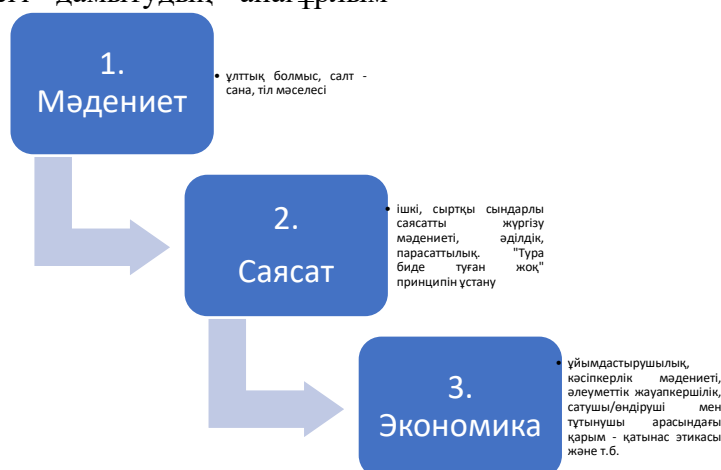 дамытудың анағұрлым
1.
Мәдениет
• ұлттық болмыс, салт -
сана, тіл мәселесі
2.
Саясат
• ішкі, сыртқы сындарлы
саясатты жүргізу
мәдениеті, әділдік,
парасаттылық. "Тура
биде туған жоқ"
принципін ұстану
3.
Экономика
• ұйымдастырушылық,
кәсіпкерлік мәдениеті,
әлеуметтік жауапкершілік,
сатушы/өндіруші мен
тұтынушы арасындағы
қарым - қатынас этикасы
және т.б.